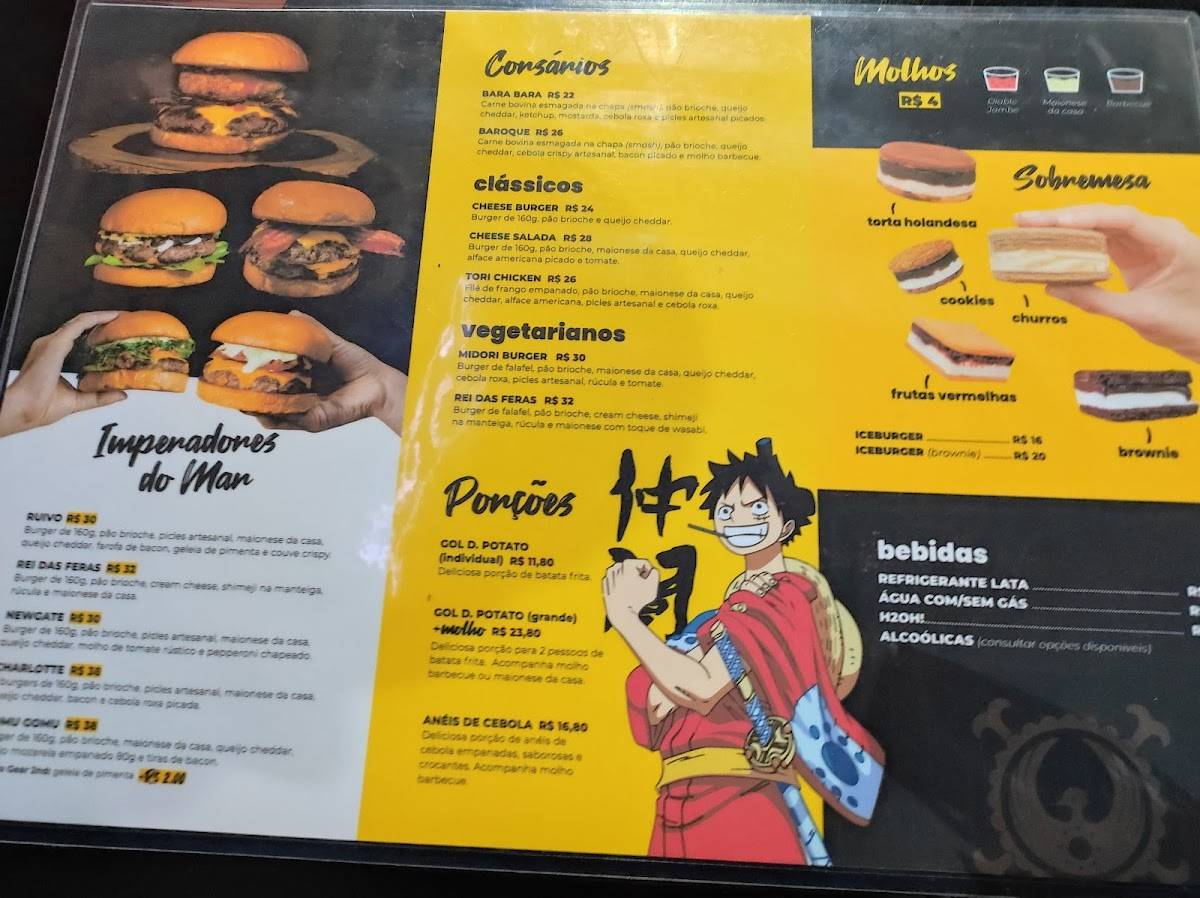 Imperadores
do Mar
RUIVO R$ 30
Burger de 160g, pão brioche, picles artesanal, maionese da casa,
queijo cheddar, farofa de bacon, geleia de pimenta e couve crispy.
REI DAS FERAS R$ 32
Burger de 160g, pão brioche, cream cheese, shimeji na manteiga,
rúcula e maionese da casa.
NEWGATE R$ 30
Burger de 160g, pão brioche, picles artesanal, maionese da casa,
queijo cheddar, molho de tomate rústico e pepperoni chapeado.
CHARLOTTE R$ 38
burgers de 160g, pão brioche, picles artesanal, maionese da casa,
queijo cheddar, bacon e cebola roxa picada.
MU GOMU R$ 38
ger de 160g, pão brioche, maionese da casa, queijo cheddar,
mozarela empanado 80g e tiras de bacon.
Gear 2nd: geleia de pimenta +R$ 2,00
Corsários
BARA BARA R$ 22
Carne bovina esmagada na chapa (smash), pão brioche, queijo
cheddar, ketchup, mostarda, cebola roxa e picles artesanal picados.
BAROQUE R$ 26
Carne bovina esmagada na chapa (smash), pão brioche, queijo
cheddar, cebola crispy artesanal, bacon picado e molho barbecue.
clássicos
CHEESE BURGER R$ 24
Burger de 160g, pão brioche e queijo cheddar.
CHEESE SALADA R$ 28
Burger de 160g, pão brioche, maionese da casa, queijo cheddar,
alface americana picado e tomate.
TORI CHICKEN R$ 26
Filé de frango empanado, pão brioche, maionese da casa, queijo
cheddar, alface americana, picles artesanal e cebola roxa.
vegetarianos
MIDORI BURGER R$ 30
Burger de falafel, pão brioche, maionese da casa, queijo cheddar,
cebola roxa, picles artesanal, rúcula e tomate.
REI DAS FERAS R$ 32
Burger de falafel, pão brioche, cream cheese, shimeji
na manteiga, rúcula e maionese com toque de wasabi.
Porções
GOL D. POTATO
(individual) R$ 11,80
Deliciosa porção de batata frita.
GOL D. POTATO (grande)
+molho R$ 23,80
Deliciosa porção para 2 pessoas de
batata frita. Acompanha molho
barbecue ou maionese da casa.
ANÉIS DE CEBOLA R$ 16,80
Deliciosa porção de anéis de
cebola empanadas, saborosas e
crocantes. Acompanha molho
barbecue.
仲
間
Molhos
R$ 4
Diable
Jambe
Maionese
da casa
Barbecue
Sobremesa
torta holandesa
cookies
churros
frutas vermelhas
brownie
ICEBURGER R$ 16
ICEBURGER (brownie) R$ 20
bebidas
REFRIGERANTE LATA
ÁGUA COM/SEM GÁS
H2OH!
ALCOÓLICAS (consultar opções disponíveis)